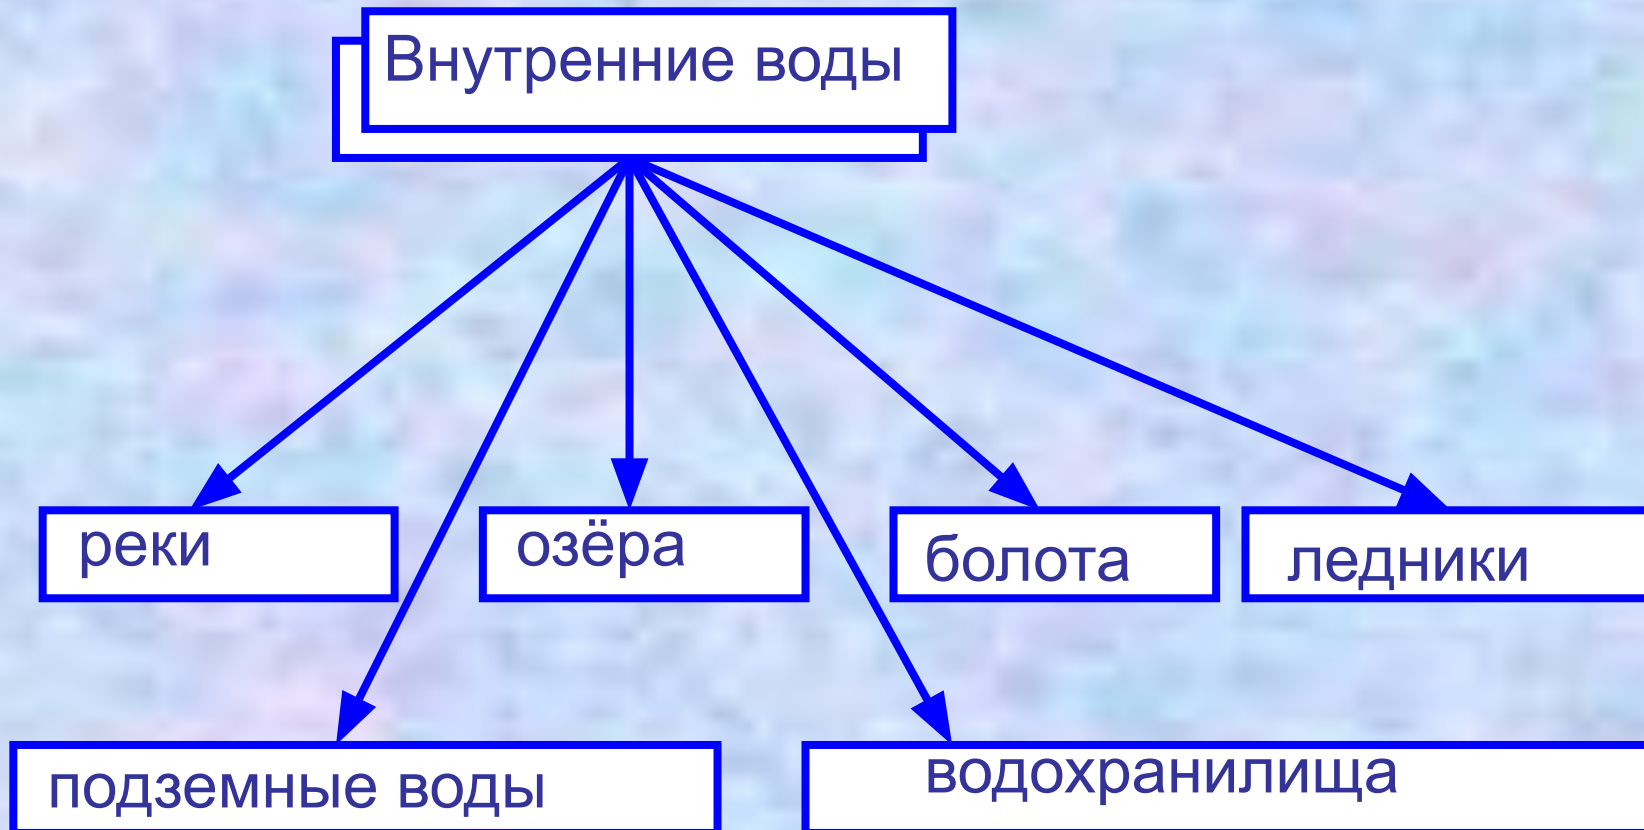 Внутренние воды
реки
озёра
болота
ледники
подземные воды
водохранилища